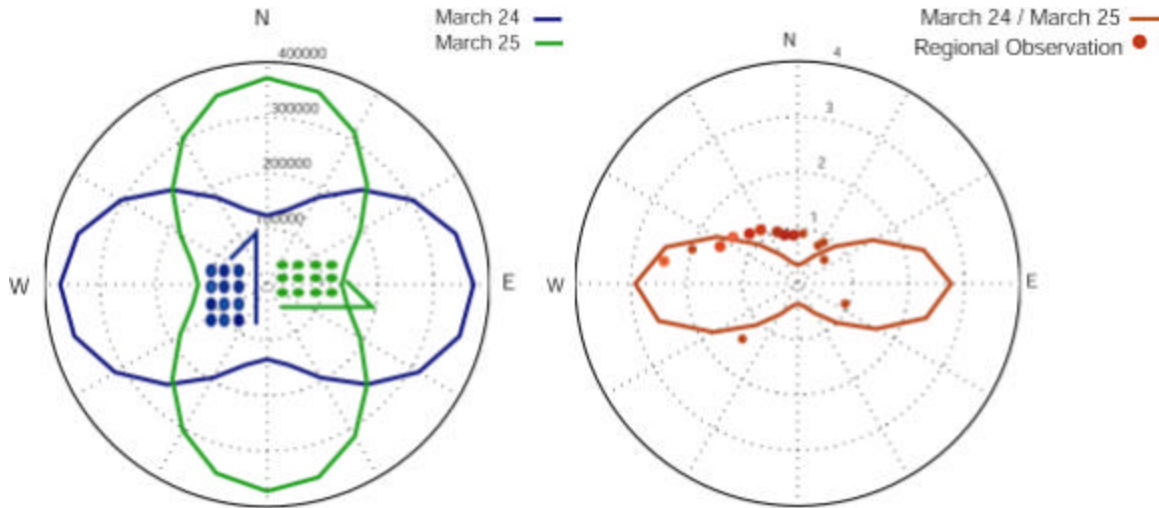 N
March 24
March 25
400000
300000
200000
100000
W
E
March 24 / March 25
Regional Observation
N
4
3
2
1
W
E